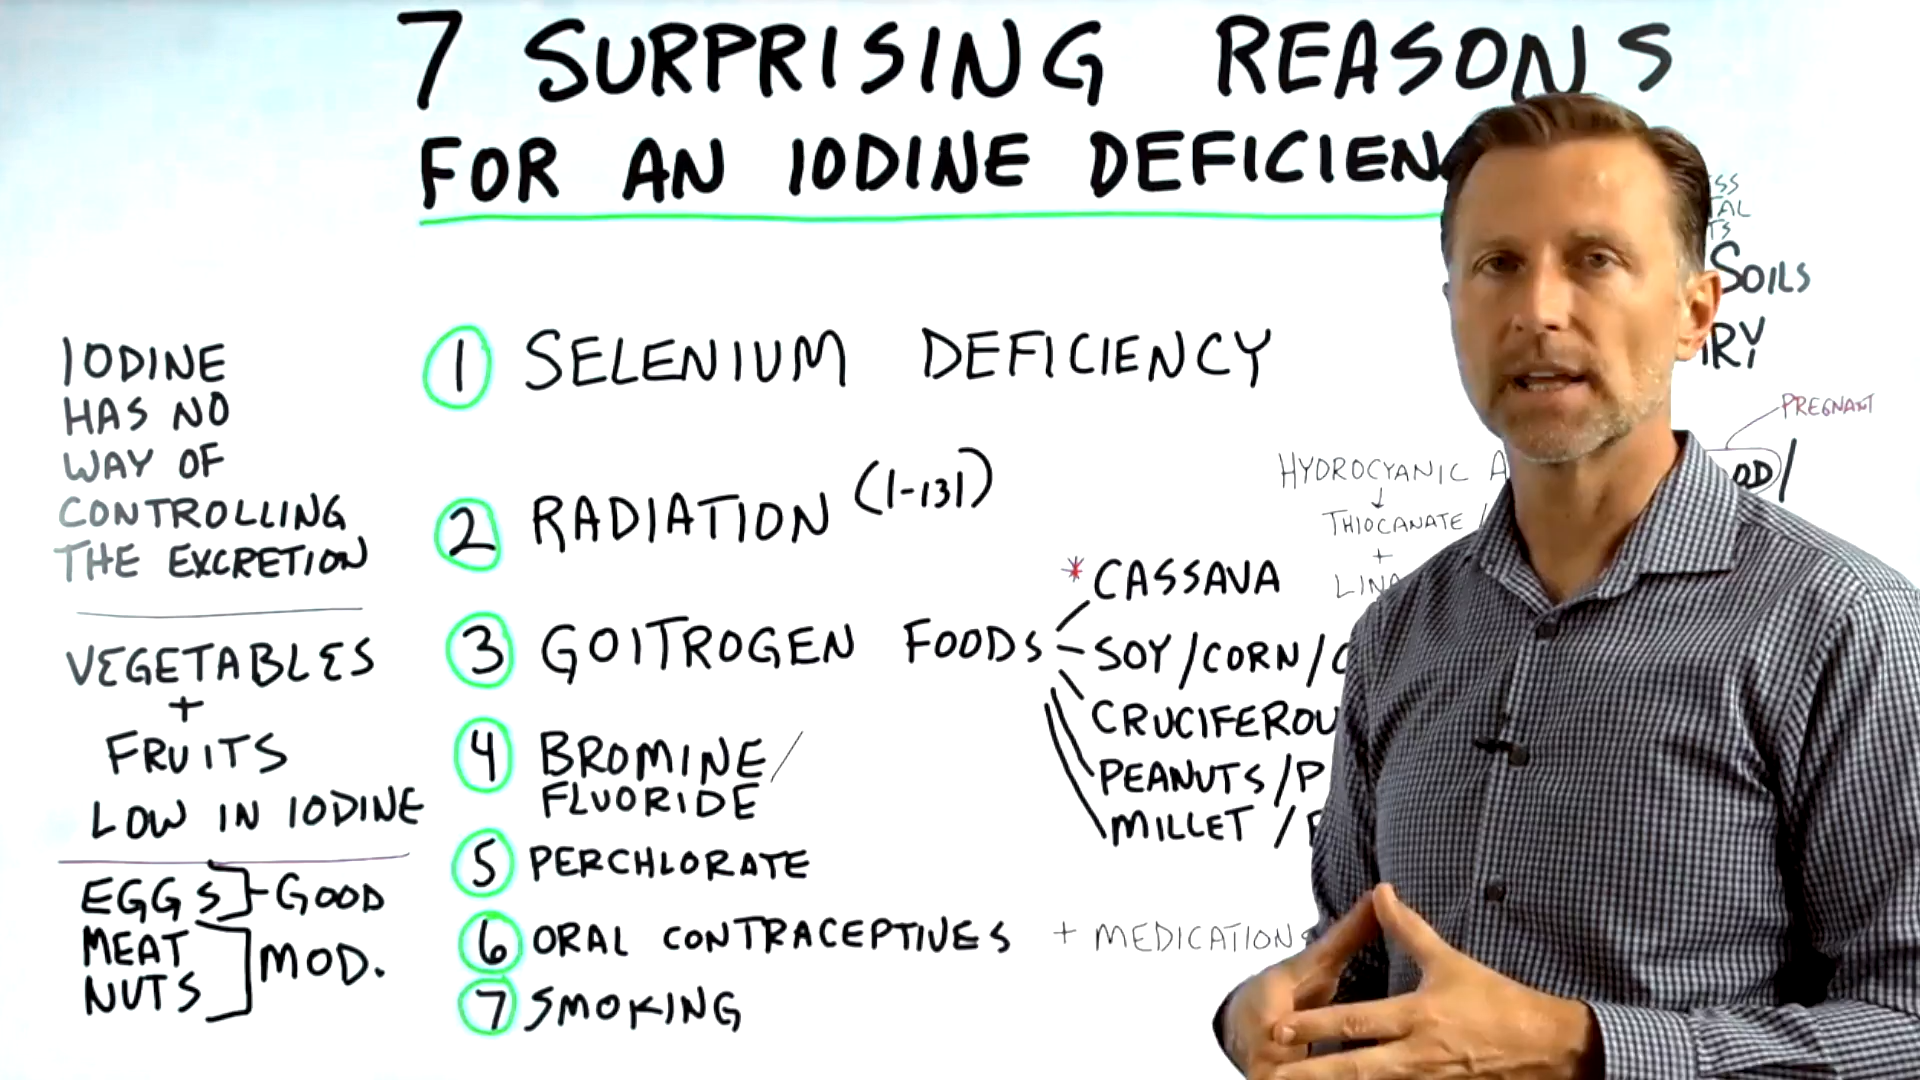 7 SURPRISING REASONS
FOR AN IODINE DEFICIEN
SOILS
IODINE
HAS NO
WAY OF
CONTROLLING
THE EXCRETION
VEGETABLES
+
FRUITS
LOW IN IODINE
EGGS - GOOD
MEAT
NUTS MOD.
1 SELENIUM DEFICIENCY
2 RADIATION (I-131)
3 GOITROGEN FOODS
* CASSAVA
SOY/CORN/
CRUCIFEROU
PEANUTS/P
MILLET /
4 BROMINE/
FLUORIDE
5 PERCHLORATE
6 ORAL CONTRACEPTIVES + MEDICATIONS
7 SMOKING
PREGNANT
HYDROCYANIC A
↓
THIOCANATE /
+